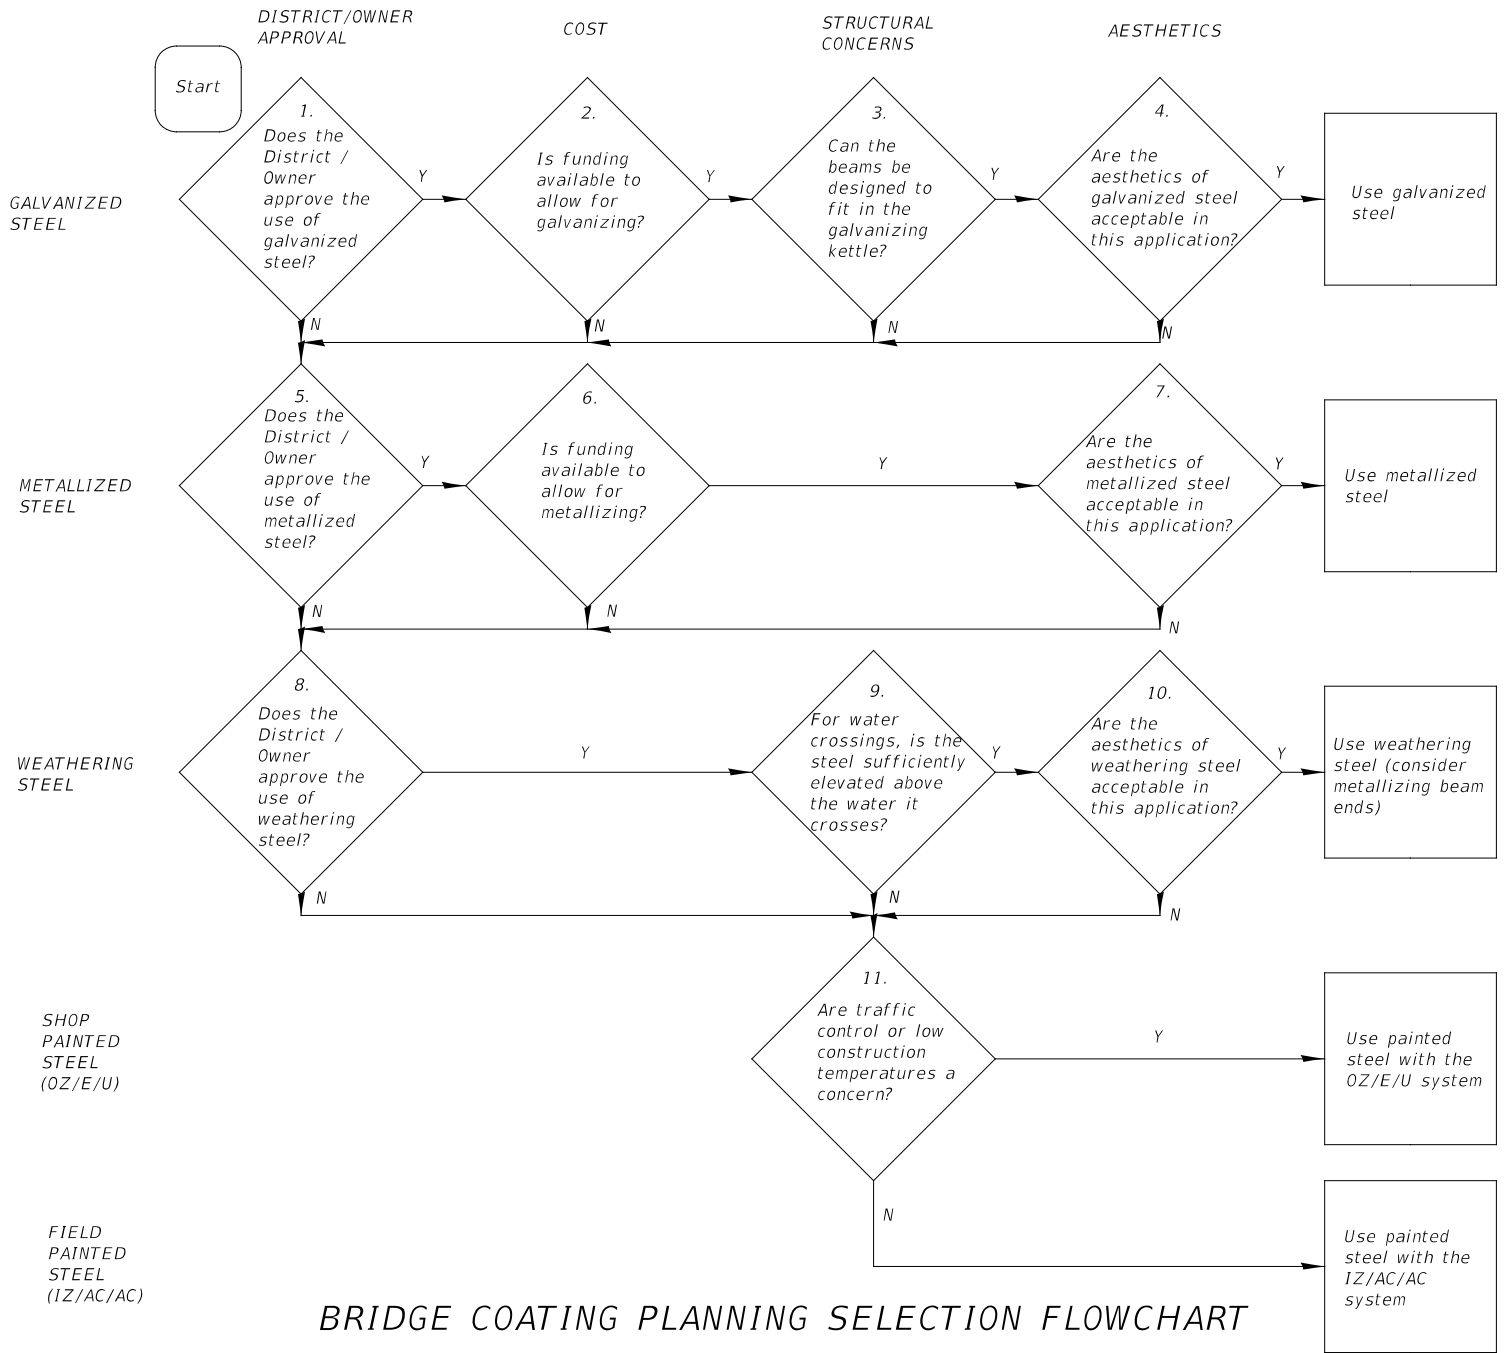 DISTRICT/OWNER
APPROVAL
COST
STRUCTURAL
CONCERNS
AESTHETICS
Start
GALVANIZED
STEEL
1.
Does the
District /
Owner
approve the
use of
galvanized
steel?
Y
N
2.
Is funding
available to
allow for
galvanizing?
Y
N
3.
Can the
beams be
designed to
fit in the
galvanizing
kettle?
Y
N
4.
Are the
aesthetics of
galvanized steel
acceptable in
this application?
Y
N
Use galvanized
steel
METALLIZED
STEEL
5.
Does the
District /
Owner
approve the
use of
metallized
steel?
Y
N
6.
Is funding
available to
allow for
metallizing?
Y
N
7.
Are the
aesthetics of
metallized steel
acceptable in
this application?
Y
N
Use metallized
steel
WEATHERING
STEEL
8.
Does the
District /
Owner
approve the
use of
weathering
steel?
Y
N
9.
For water
crossings, is the
steel sufficiently
elevated above
the water it
crosses?
Y
N
10.
Are the
aesthetics of
weathering steel
acceptable in
this application?
Y
N
Use weathering
steel (consider
metallizing beam
ends)
SHOP
PAINTED
STEEL
(OZ/E/U)
11.
Are traffic
control or low
construction
temperatures a
concern?
Y
N
Use painted
steel with the
OZ/E/U system
FIELD
PAINTED
STEEL
(IZ/AC/AC)
Use painted
steel with the
IZ/AC/AC
system
BRIDGE COATING PLANNING SELECTION FLOWCHART